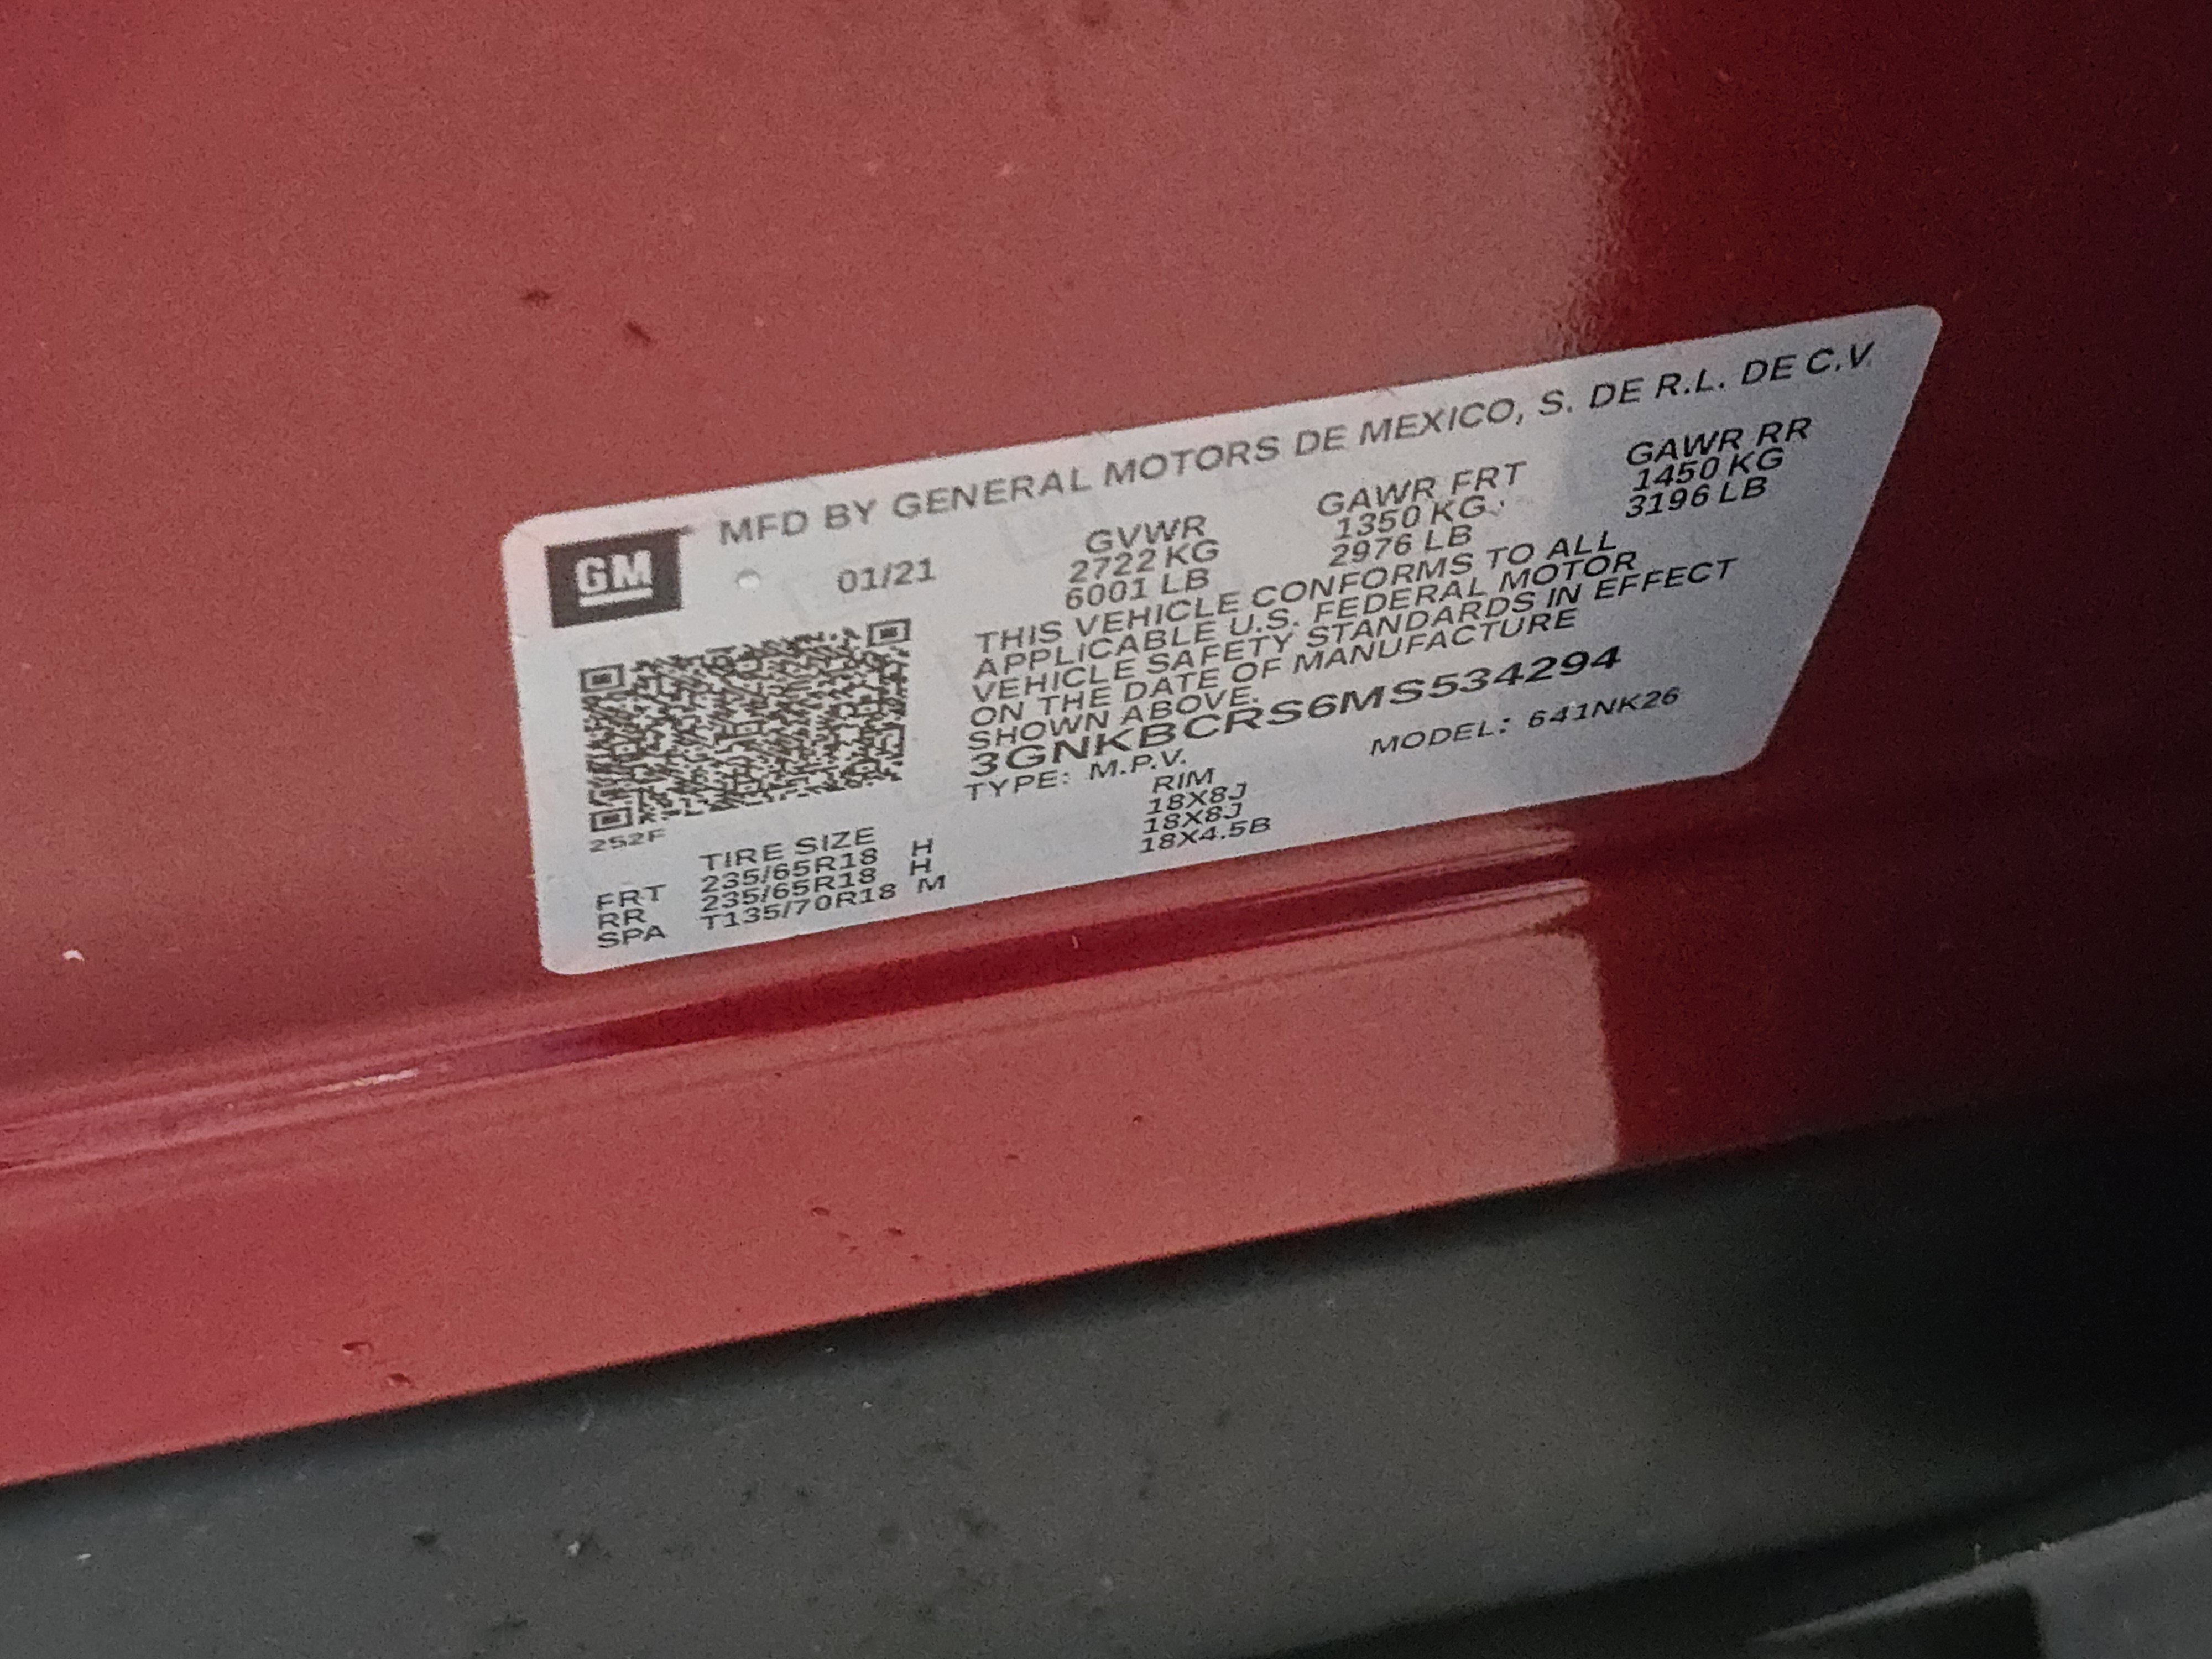 MFD BY GENERAL MOTORS DE MEXICO, S. DE R.L. DE C.V
GM
01/21
GVWR
2722 KG
6001 LB
GAWR FRT
1350 KG
2976 LB
GAWR RR
1450 KG
3196 LB
THIS VEHICLE CONFORMS TO ALL
APPLICABLE U.S. FEDERAL MOTOR
VEHICLE SAFETY STANDARDS IN EFFECT
ON THE DATE OF MANUFACTURE
SHOWN ABOVE.
3GNKBCRS6MS534294
TYPE: M.P.V.
MODEL: 641NK26
252F
TIRE SIZE
RIM
FRT 235/65R18 H 18X8J
RR 235/65R18 H 18X8J
SPA T135/70R18 M 18X4.5B